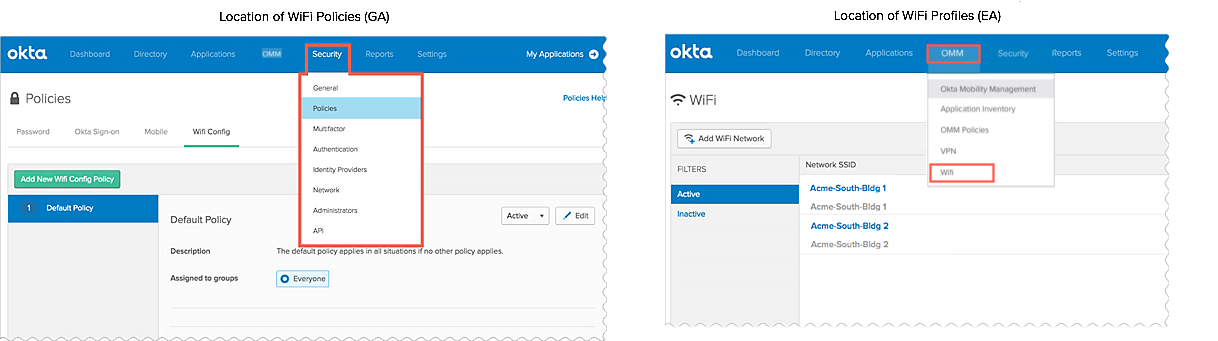 Location of WiFi Policies (GA)
okta Dashboard Directory Applications OMM Security Reports Settings My Applications
General
Policies
Multifactor
Authentication
Identity Providers
Network
Administrators
API
Policies
Policies Help
Password Okta Sign-on Mobile Wifi Config
Add New Wifi Config Policy
1 Default Policy
Default Policy
Active
Edit
Description The default policy applies in all situations if no other policy applies.
Assigned to groups Everyone
Location of WiFi Profiles (EA)
okta Dashboard Directory Applications OMM Security Reports Settings
Okta Mobility Management
Application Inventory
OMM Policies
VPN
Wifi
WiFi
Add WiFi Network
FILTERS
Active
Inactive
Network SSID
Acme-South-Bldg 1
Acme-South-Bldg 1
Acme-South-Bldg 2
Acme-South-Bldg 2